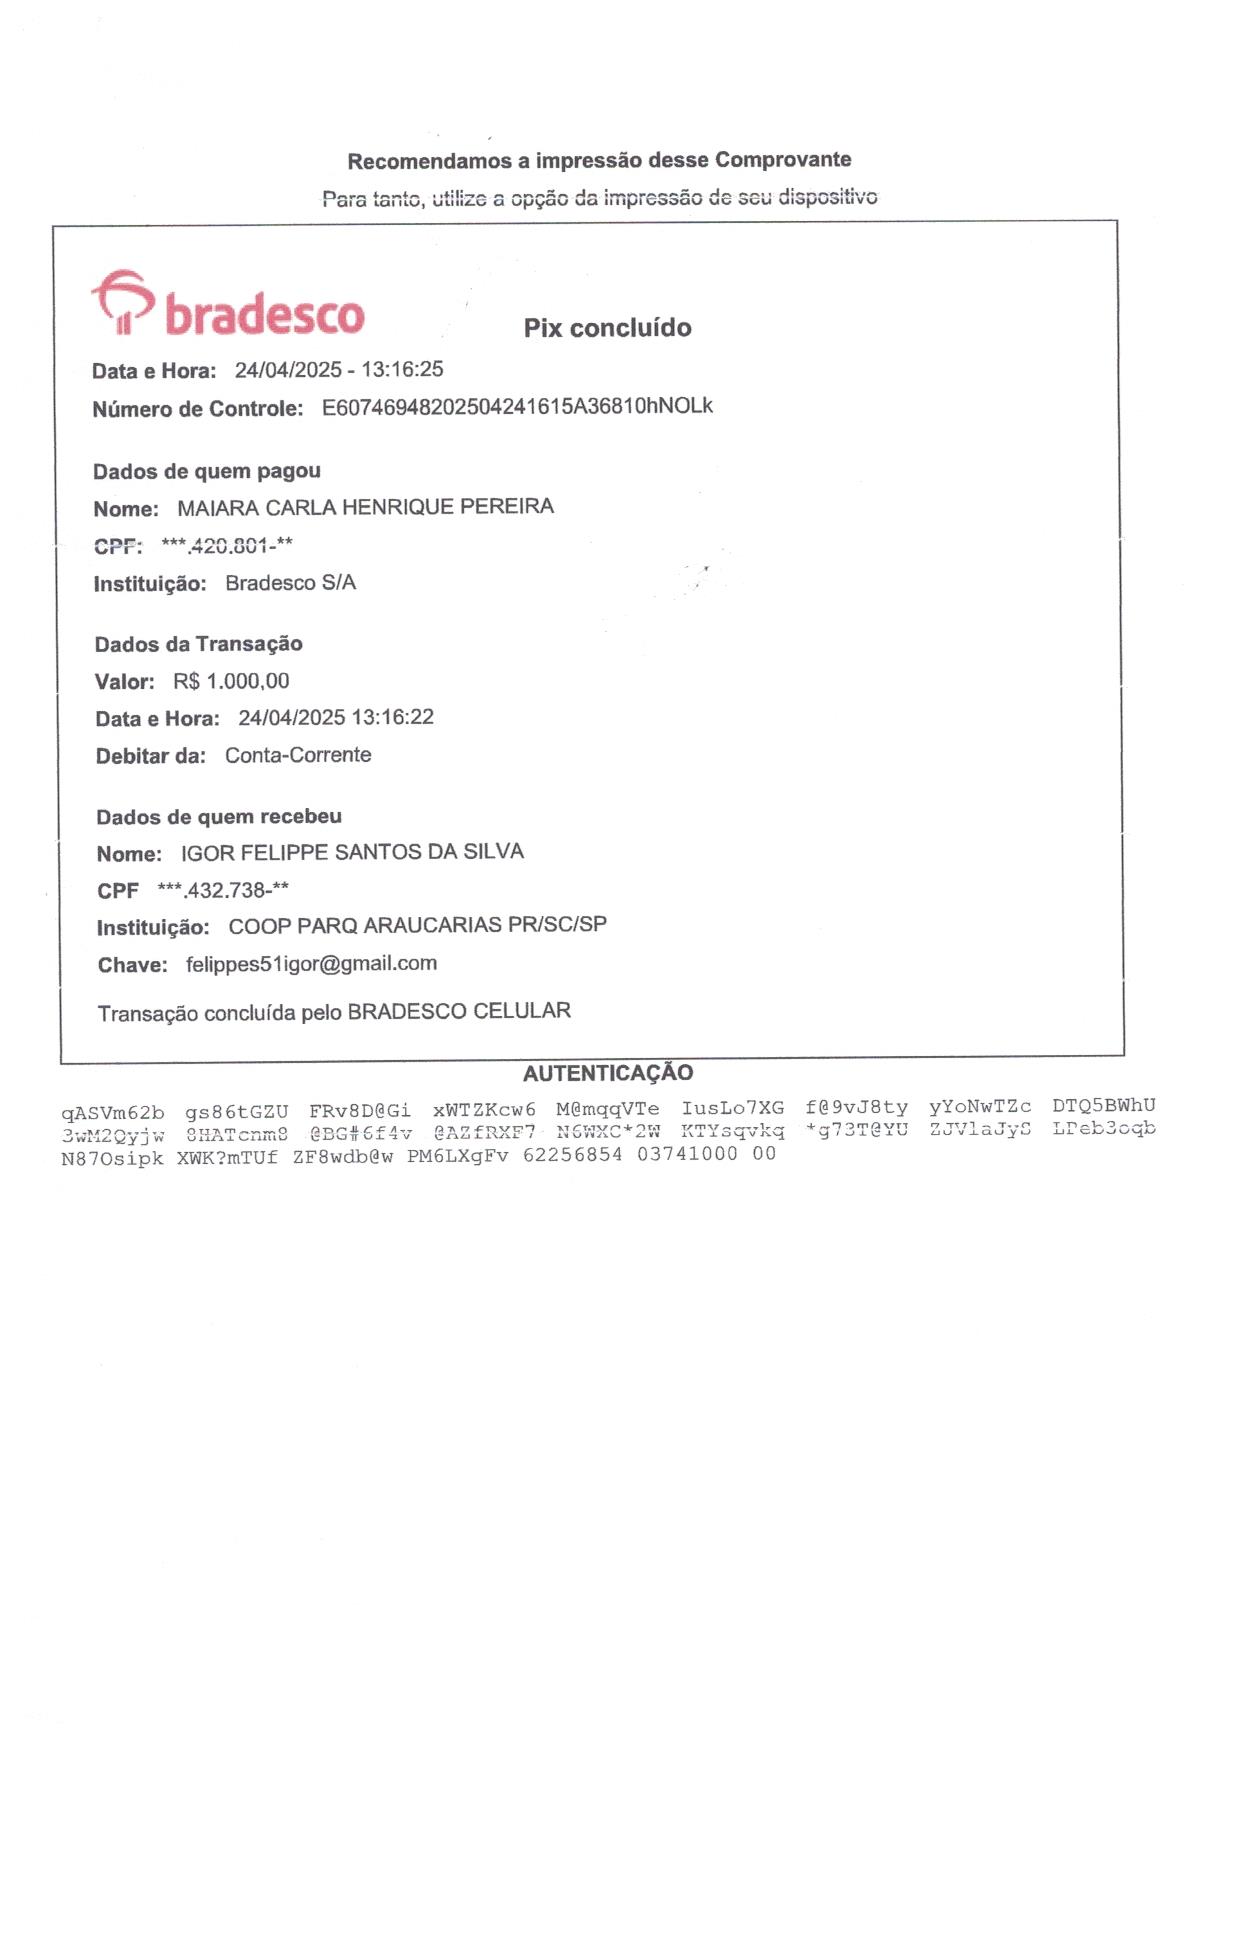 Recomendamos a impressão desse Comprovante
Para tanto, utilize a opção da impressão de seu dispositivo
bradesco
Pix concluído
Data e Hora: 24/04/2025 - 13:16:25
Número de Controle: E60746948202504241615A36810hNOLk
Dados de quem pagou
Nome: MAIARA CARLA HENRIQUE PEREIRA
CPF: ***.420.801-**
Instituição: Bradesco S/A
Dados da Transação
Valor: R$ 1.000,00
Data e Hora: 24/04/2025 13:16:22
Debitar da: Conta-Corrente
Dados de quem recebeu
Nome: IGOR FELIPPE SANTOS DA SILVA
CPF ***.432.738-**
Instituição: COOP PARQ ARAUCARIAS PR/SC/SP
Chave: felippes51igor@gmail.com
Transação concluída pelo BRADESCO CELULAR
AUTENTICAÇÃO
qASVm62b gs86tGZU FRv8D@Gi xWTZKcw6 M@mqqVTe IusLo7XG f@9vJ8ty yYoNwTZc DTQ5BWhU
3wM2Qyjw @BG#6f4v N6WXC*2W KTYsqvkq *g73T@YU
N87Osipk XWK?mTUf ZF8wdb@w PM6LXgFv 62256854 03741000 00